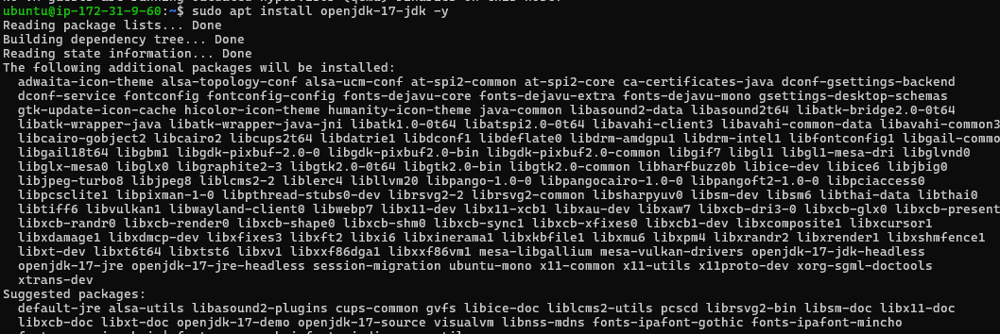 ubuntu@ip-172-31-9-60:~$ sudo apt install openjdk-17-jdk -y
Reading package lists... Done
Building dependency tree... Done
Reading state information... Done
The following additional packages will be installed:
adwaita-icon-theme alsa-topology-conf alsa-ucm-conf at-spi2-common at-spi2-core ca-certificates-java dconf-gsettings-backend
dconf-service fontconfig fontconfig-config fonts-dejavu-core fonts-dejavu-extra fonts-dejavu-mono gsettings-desktop-schemas
gtk-update-icon-cache hicolor-icon-theme humanity-icon-theme java-common libasound2-data libasound2t64 libatk-bridge2.0-0t64
libatk-wrapper-java libatk-wrapper-java-jni libatk1.0-0t64 libatspi2.0-0t64 libavahi-client3 libavahi-common-data libavahi-common3
libcairo-gobject2 libcairo2 libcups2t64 libdatrie1 libdconf1 libdeflate0 libdrm-amdgpu1 libdrm-intel1 libfontconfig1 libgail-commo
libgail18t64 libgbm1 libgdk-pixbuf-2.0-0 libgdk-pixbuf2.0-bin libgdk-pixbuf2.0-common libgif7 libgl1 libgl1-mesa-dri libglvnd0
libglx-mesa0 libglx0 libgraphite2-3 libgtk2.0-0t64 libgtk2.0-bin libgtk2.0-common libharfbuzz0b libice-dev libice6 libjbig0
libjpeg-turbo8 libjpeg8 liblcms2-2 liblerc4 libllvm20 libpango-1.0-0 libpangocairo-1.0-0 libpangoft2-1.0-0 libpciaccess0
libpcsclite1 libpixman-1-0 libpthread-stubs0-dev librsvg2-2 librsvg2-common libsharpyuv0 libsm-dev libsm6 libthai-data libthai0
libtiff6 libvulkan1 libwayland-client0 libwebp7 libx11-dev libx11-xcb1 libxau-dev libxaw7 libxcb-dri3-0 libxcb-glx0 libxcb-present
libxcb-randr0 libxcb-render0 libxcb-shape0 libxcb-shm0 libxcb-sync1 libxcb-xfixes0 libxcb1-dev libxcomposite1 libxcursor1
libxdamage1 libxdmcp-dev libxfixes3 libxft2 libxi6 libxinerama1 libxkbfile1 libxmu6 libxpm4 libxrandr2 libxrender1 libxshmfence1
libxt-dev libxt6t64 libxtst6 libxv1 libxxf86dga1 libxxf86vm1 mesa-libgallium mesa-vulkan-drivers openjdk-17-jdk-headless
openjdk-17-jre openjdk-17-jre-headless session-migration ubuntu-mono x11-common x11-utils x11proto-dev xorg-sgml-doctools
xtrans-dev
Suggested packages:
default-jre alsa-utils libasound2-plugins cups-common gvfs libice-doc liblcms2-utils pcscd librsvg2-bin libsm-doc libx11-doc
libxcb-doc libxt-doc openjdk-17-demo openjdk-17-source visualvm libnss-mdns fonts-ipafont-gothic fonts-ipafont-mincho